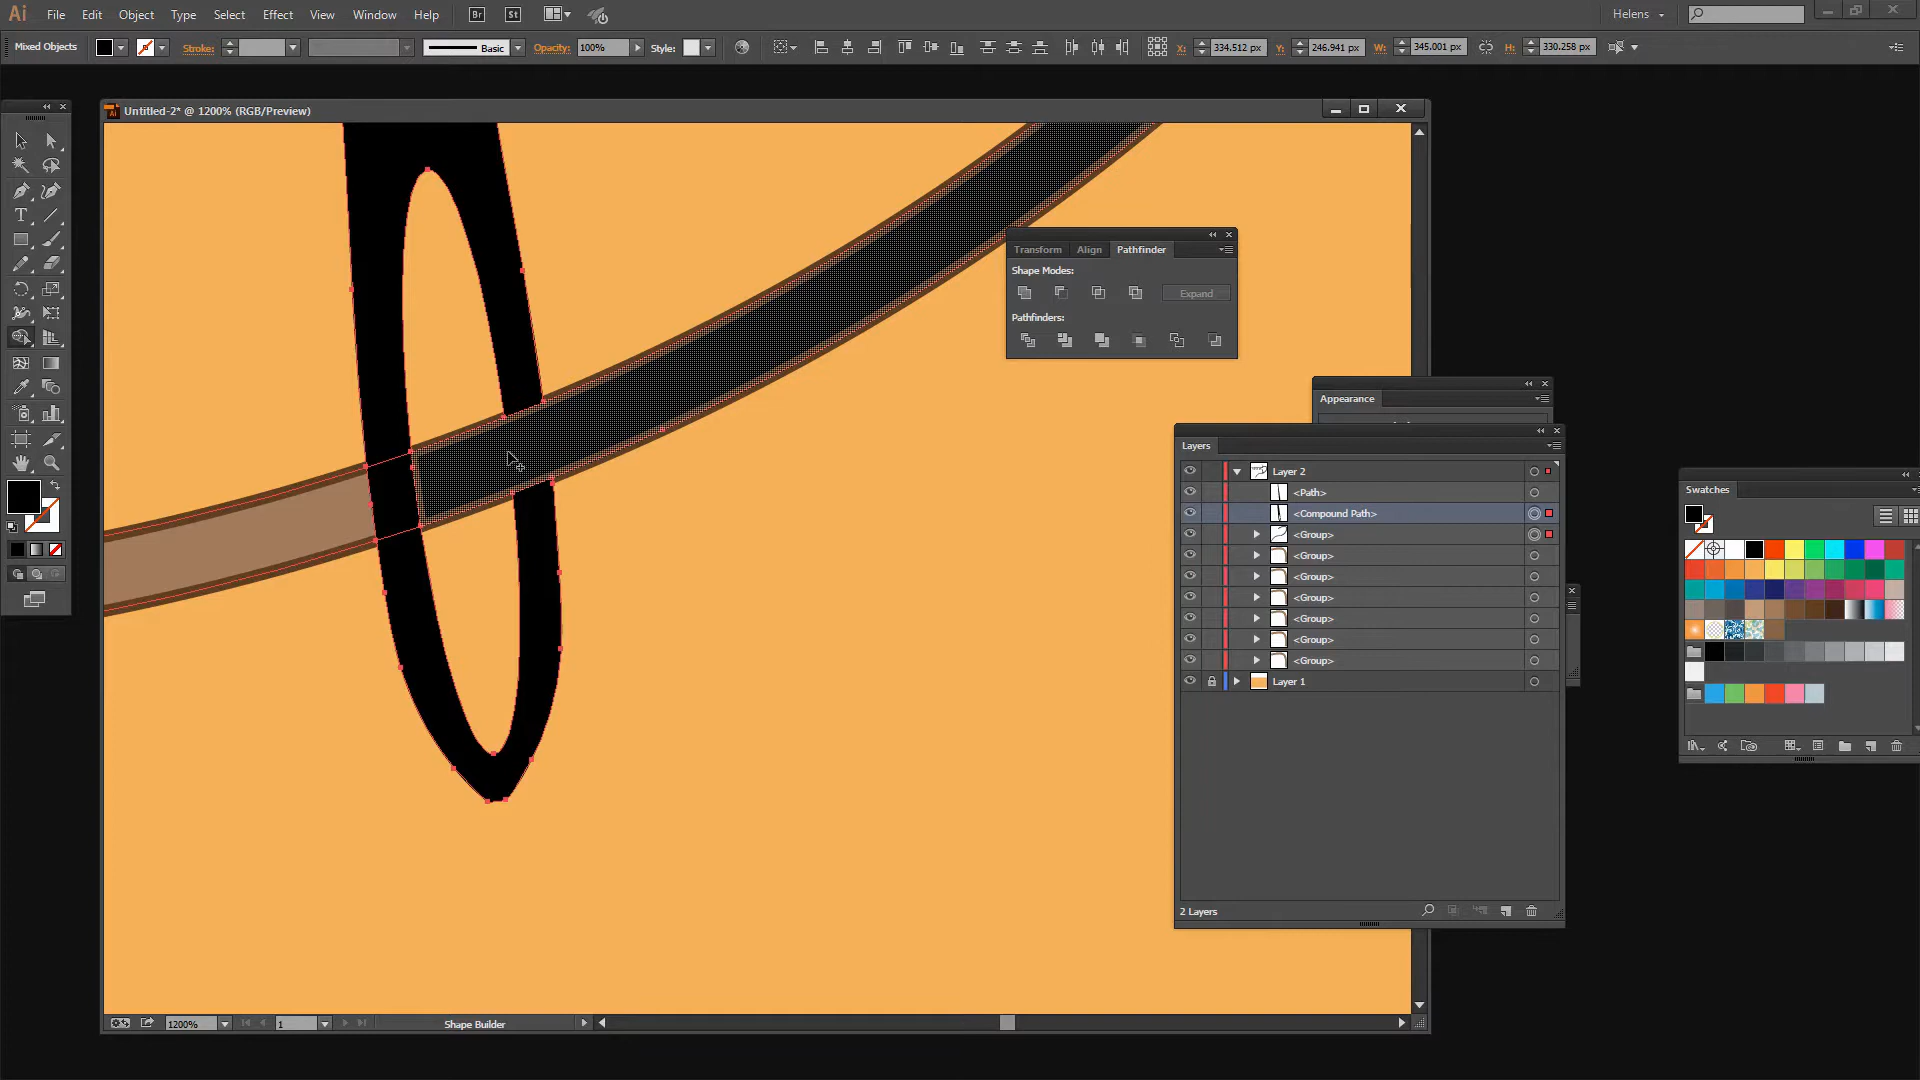 Ai File Edit Object Type Select Effect View Window Help Br St Helens
Mixed Objects Stroke: Basic Opacity: 100% Style: X: 334.512 px Y: 246.941 px W: 345.001 px H: 330.258 px
Untitled-2* @ 1200% (RGB/Preview)
Transform Align Pathfinder
Shape Modes:
Expand
Pathfinders:
Appearance
Layers
Layer 2
<Path>
<Compound Path>
<Group>
<Group>
<Group>
<Group>
<Group>
<Group>
<Group>
Layer 1
2 Layers
Swatches
1200% 1 Shape Builder